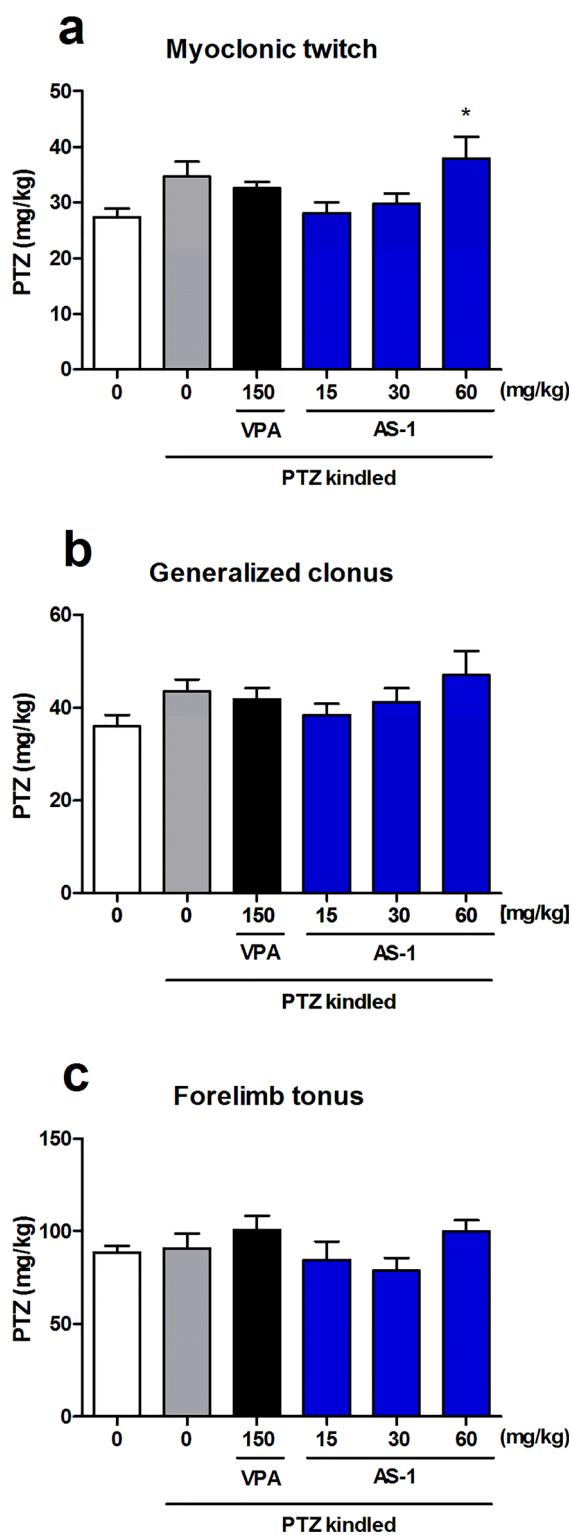 a
Myoclonic twitch
PTZ (mg/kg)
50
40
30
20
10
0
*
0 0 150 15 30 60 (mg/kg)
VPA AS-1
PTZ kindled
b
Generalized clonus
PTZ (mg/kg)
60
40
20
0
0 0 150 15 30 60 [mg/kg]
VPA AS-1
PTZ kindled
c
Forelimb tonus
PTZ (mg/kg)
150
100
50
0
0 0 150 15 30 60 (mg/kg)
VPA AS-1
PTZ kindled